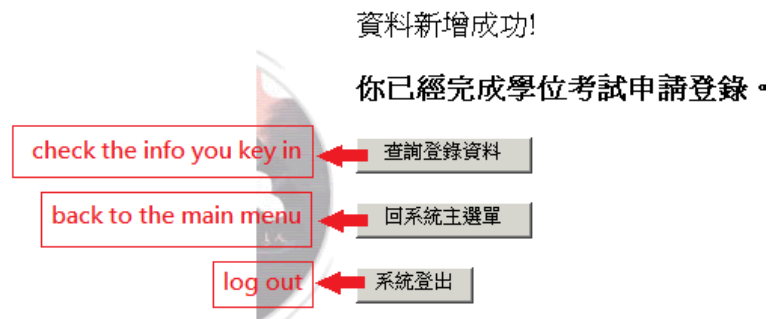 資料新增成功!
你已經完成學位考試申請登錄。
check the info you key in 查詢登錄資料
back to the main menu 回系統主選單
log out 系統登出